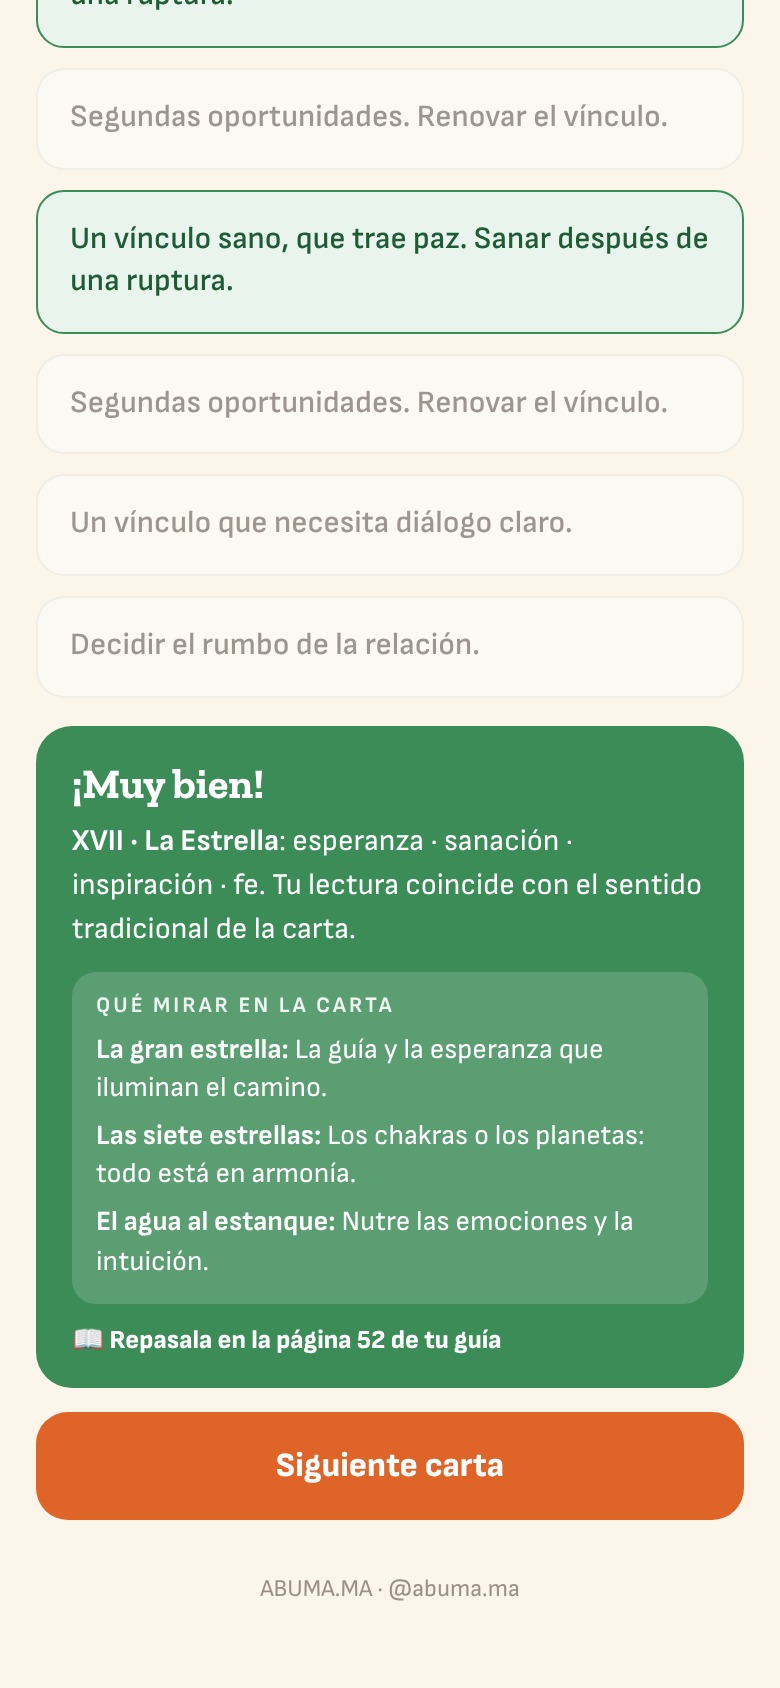 una ruptura.
Segundas oportunidades. Renovar el vínculo.
Un vínculo sano, que trae paz. Sanar después de
una ruptura.
Segundas oportunidades. Renovar el vínculo.
Un vínculo que necesita diálogo claro.
Decidir el rumbo de la relación.
¡Muy bien!
XVII · La Estrella: esperanza · sanación ·
inspiración · fe. Tu lectura coincide con el sentido
tradicional de la carta.
QUÉ MIRAR EN LA CARTA
La gran estrella: La guía y la esperanza que
iluminan el camino.
Las siete estrellas: Los chakras o los planetas:
todo está en armonía.
El agua al estanque: Nutre las emociones y la
intuición.
📖 Repasala en la página 52 de tu guía
Siguiente carta
ABUMA.MA · @abuma.ma